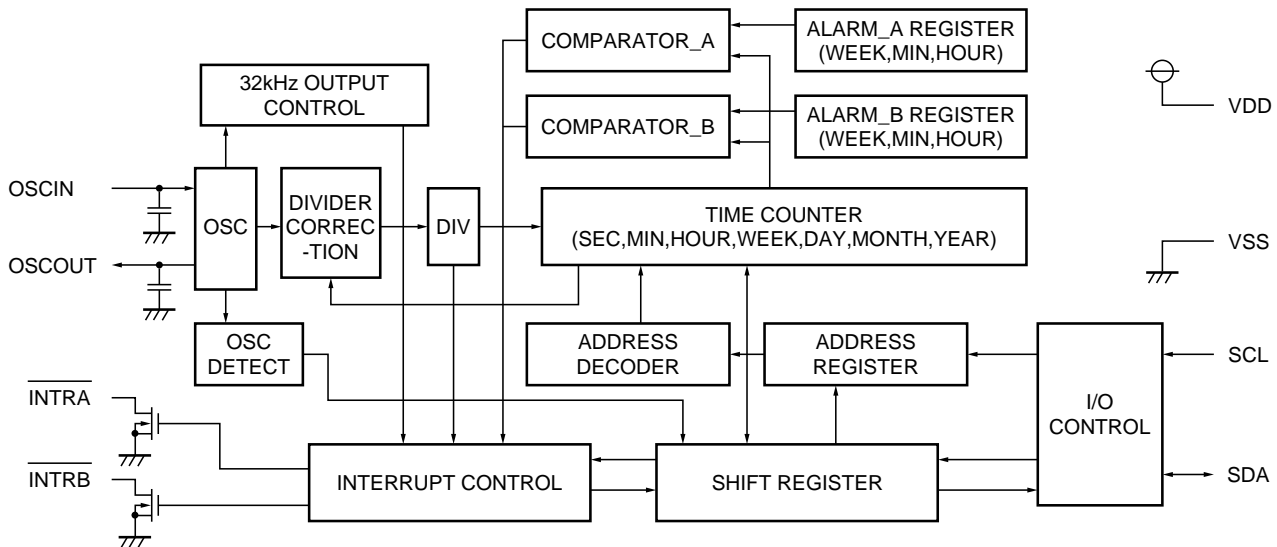 COMPARATOR_A
ALARM_A REGISTER
(WEEK,MIN,HOUR)
32kHz OUTPUT
CONTROL
COMPARATOR_B
ALARM_B REGISTER
(WEEK,MIN,HOUR)
VDD
OSCIN
OSC
DIVIDER
CORREC
-TION
DIV
TIME COUNTER
(SEC,MIN,HOUR,WEEK,DAY,MONTH,YEAR)
VSS
OSCOUT
OSC
DETECT
ADDRESS
DECODER
ADDRESS
REGISTER
I/O
CONTROL
SCL
INTRA
INTRB
INTERRUPT CONTROL
SHIFT REGISTER
SDA